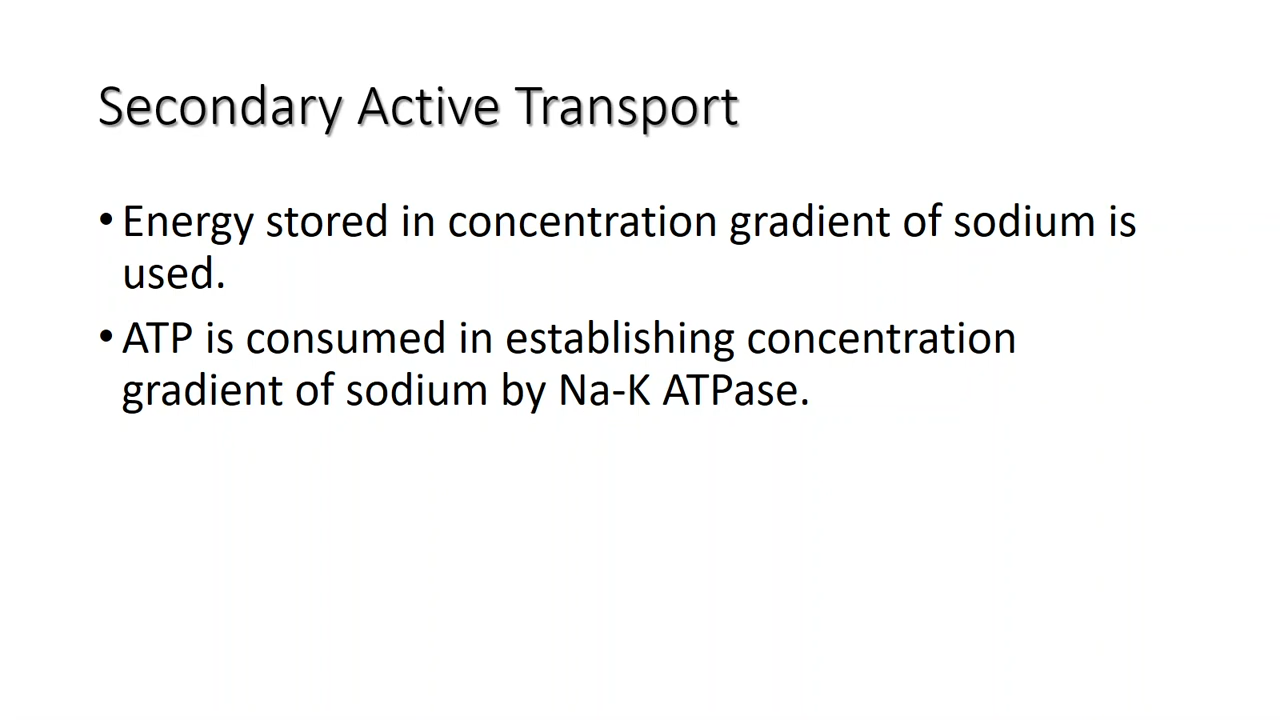 Secondary Active Transport
•Energy stored in concentration gradient of sodium is
used.
•ATP is consumed in establishing concentration
gradient of sodium by Na-K ATPase.